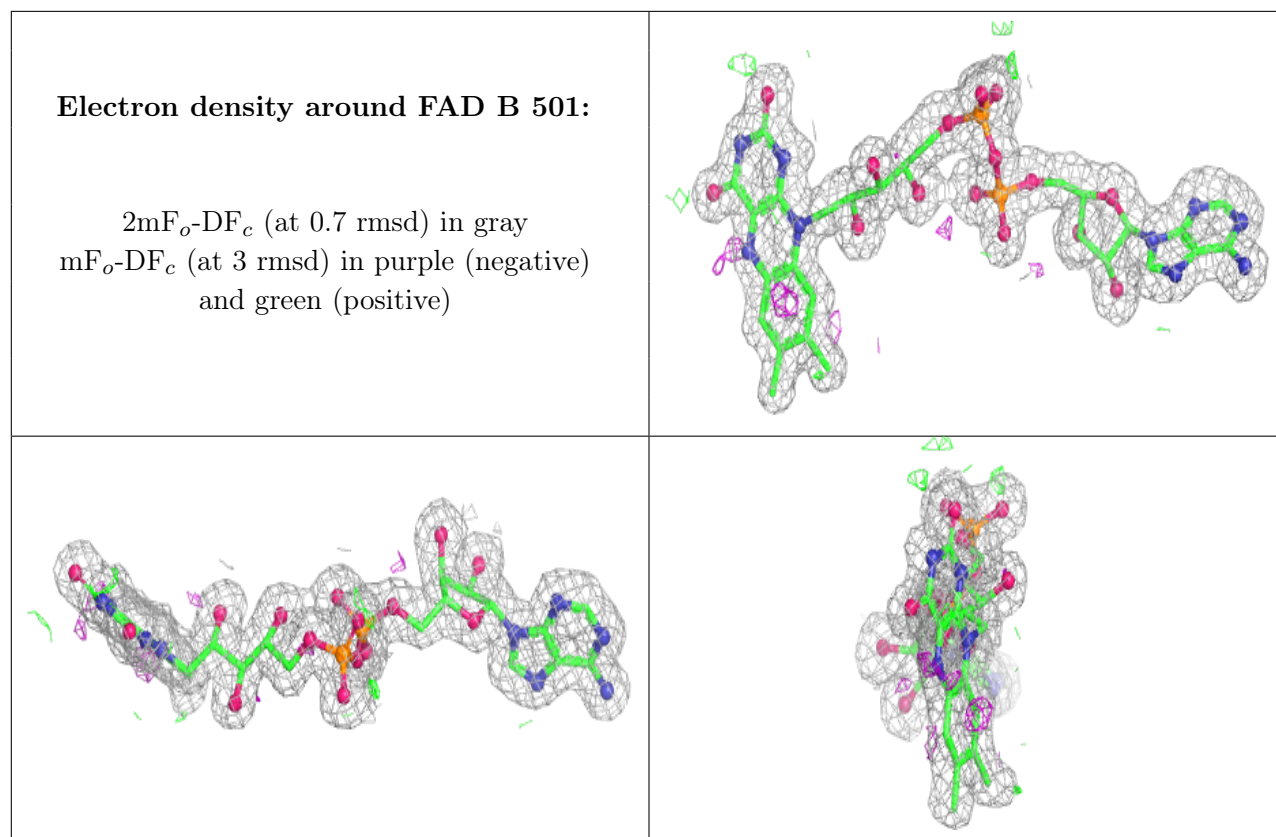 Electron density around FAD B 501:
2mFₒ-DF𝒸 (at 0.7 rmsd) in gray
mFₒ-DF𝒸 (at 3 rmsd) in purple (negative)
and green (positive)